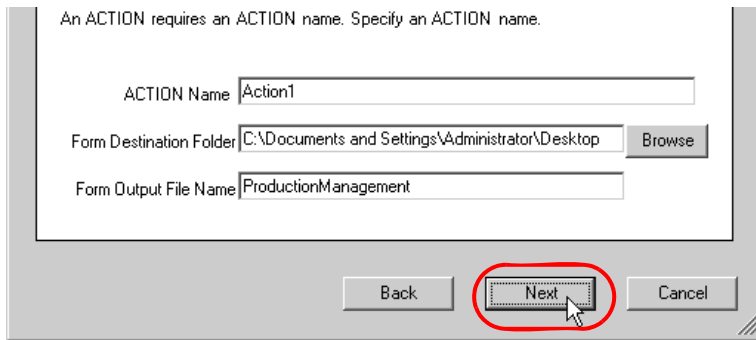 An ACTION requires an ACTION name. Specify an ACTION name.
ACTION Name Action1
Form Destination Folder C:\Documents and Settings\Administrator\Desktop Browse
Form Output File Name ProductionManagement
Back Next Cancel